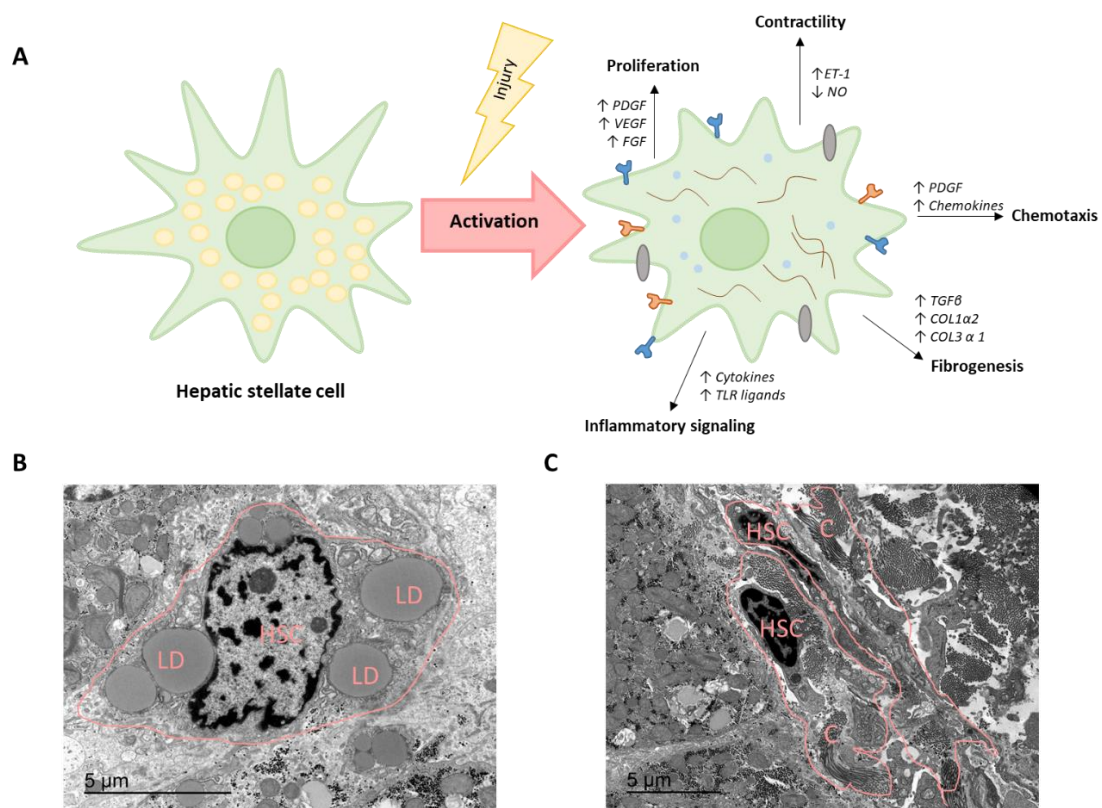 A
Injury
Contractility
↑ET-1
↓ NO
Proliferation
↑ PDGF
↑ VEGF
↑ FGF
Activation
↑ PDGF
↑ Chemokines
Chemotaxis
↑ TGFβ
↑ COL1α2
↑ COL3 α 1
Fibrogenesis
↑ Cytokines
↑ TLR ligands
Inflammatory signaling
Hepatic stellate cell
B
LD
HSC
LD
LD
5 µm
C
HSC
C
HSC
C
5 µm